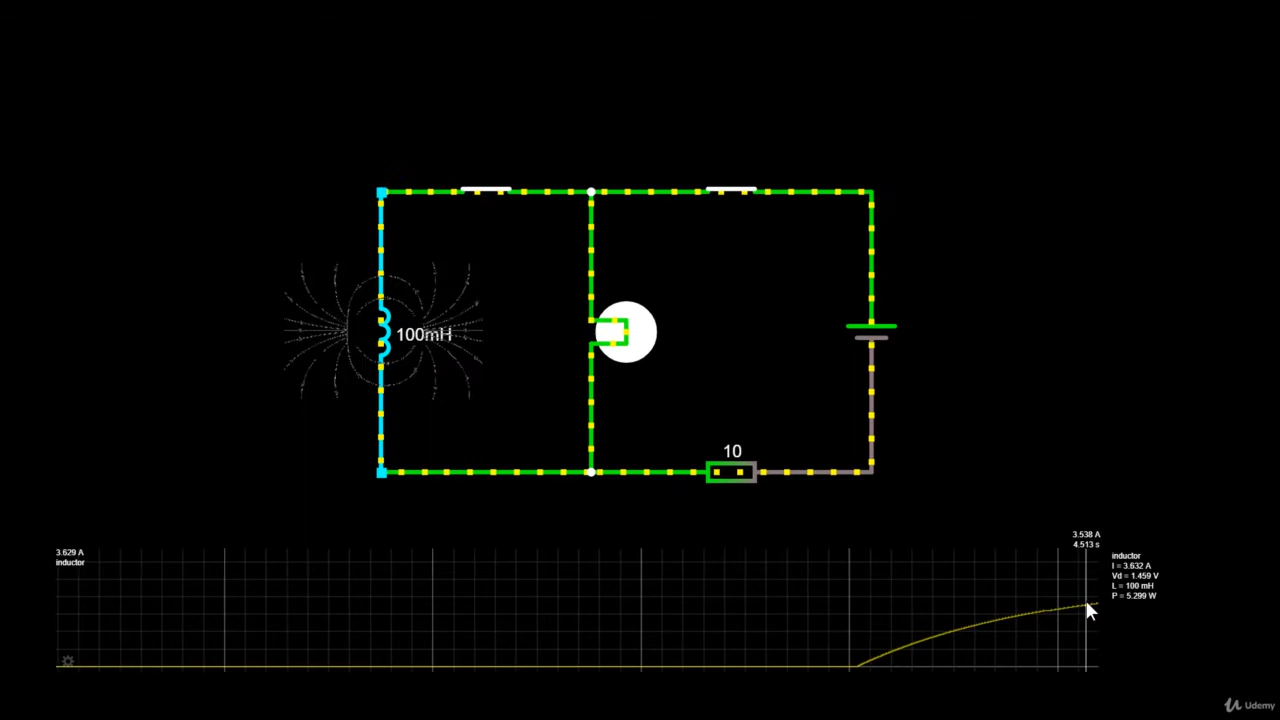 100mH
10
3.538 A
4.513 s
3.629 A
inductor
inductor
I = 3.632 A
Vd = 1.459 V
L = 100 mH
P = 5.299 W
Udemy